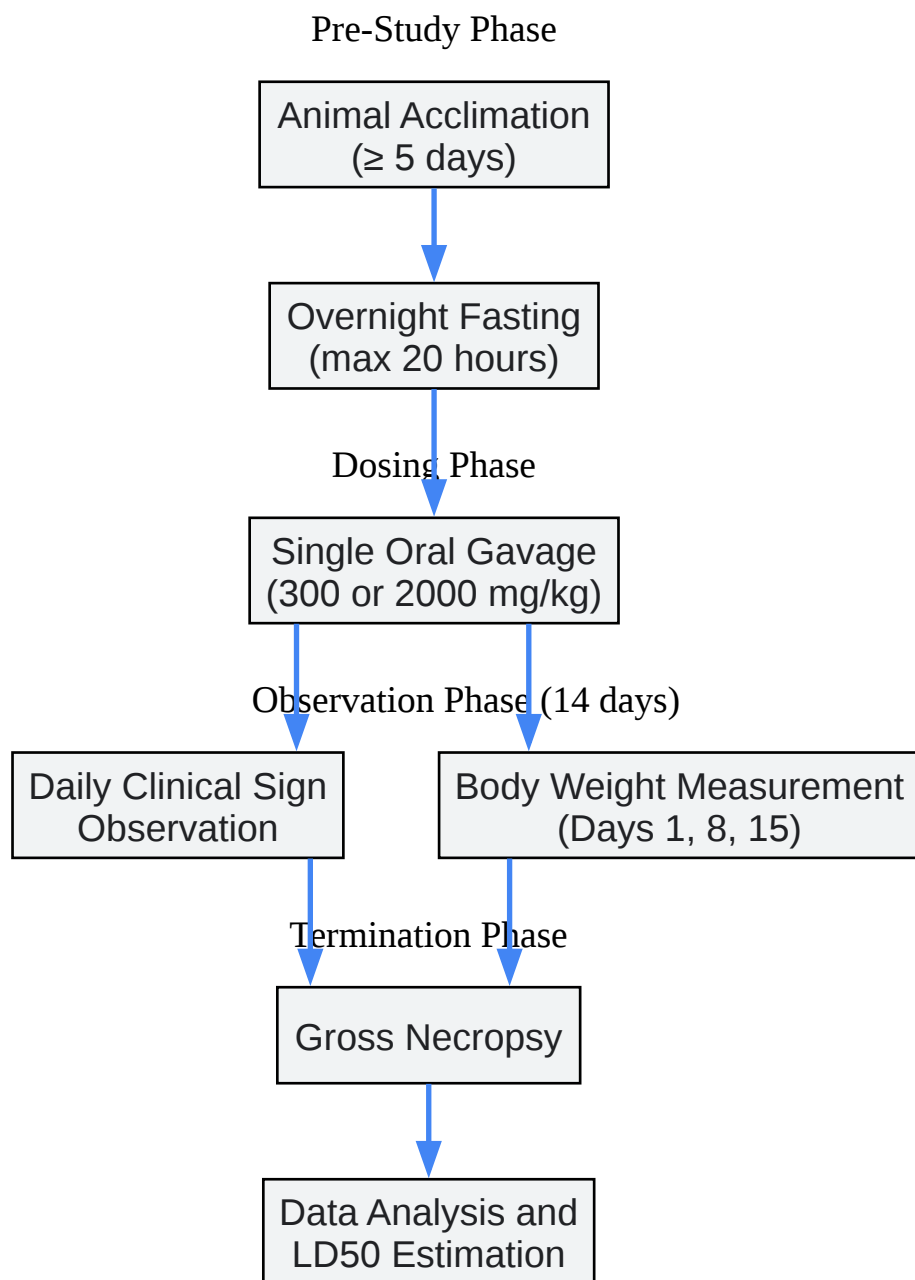 Pre-Study Phase
Animal Acclimation
(≥ 5 days)
Overnight Fasting
(max 20 hours)
Dosing Phase
Single Oral Gavage
(300 or 2000 mg/kg)
Observation Phase (14 days)
Daily Clinical Sign
Observation
Body Weight Measurement
(Days 1, 8, 15)
Termination Phase
Gross Necropsy
Data Analysis and
LD50 Estimation